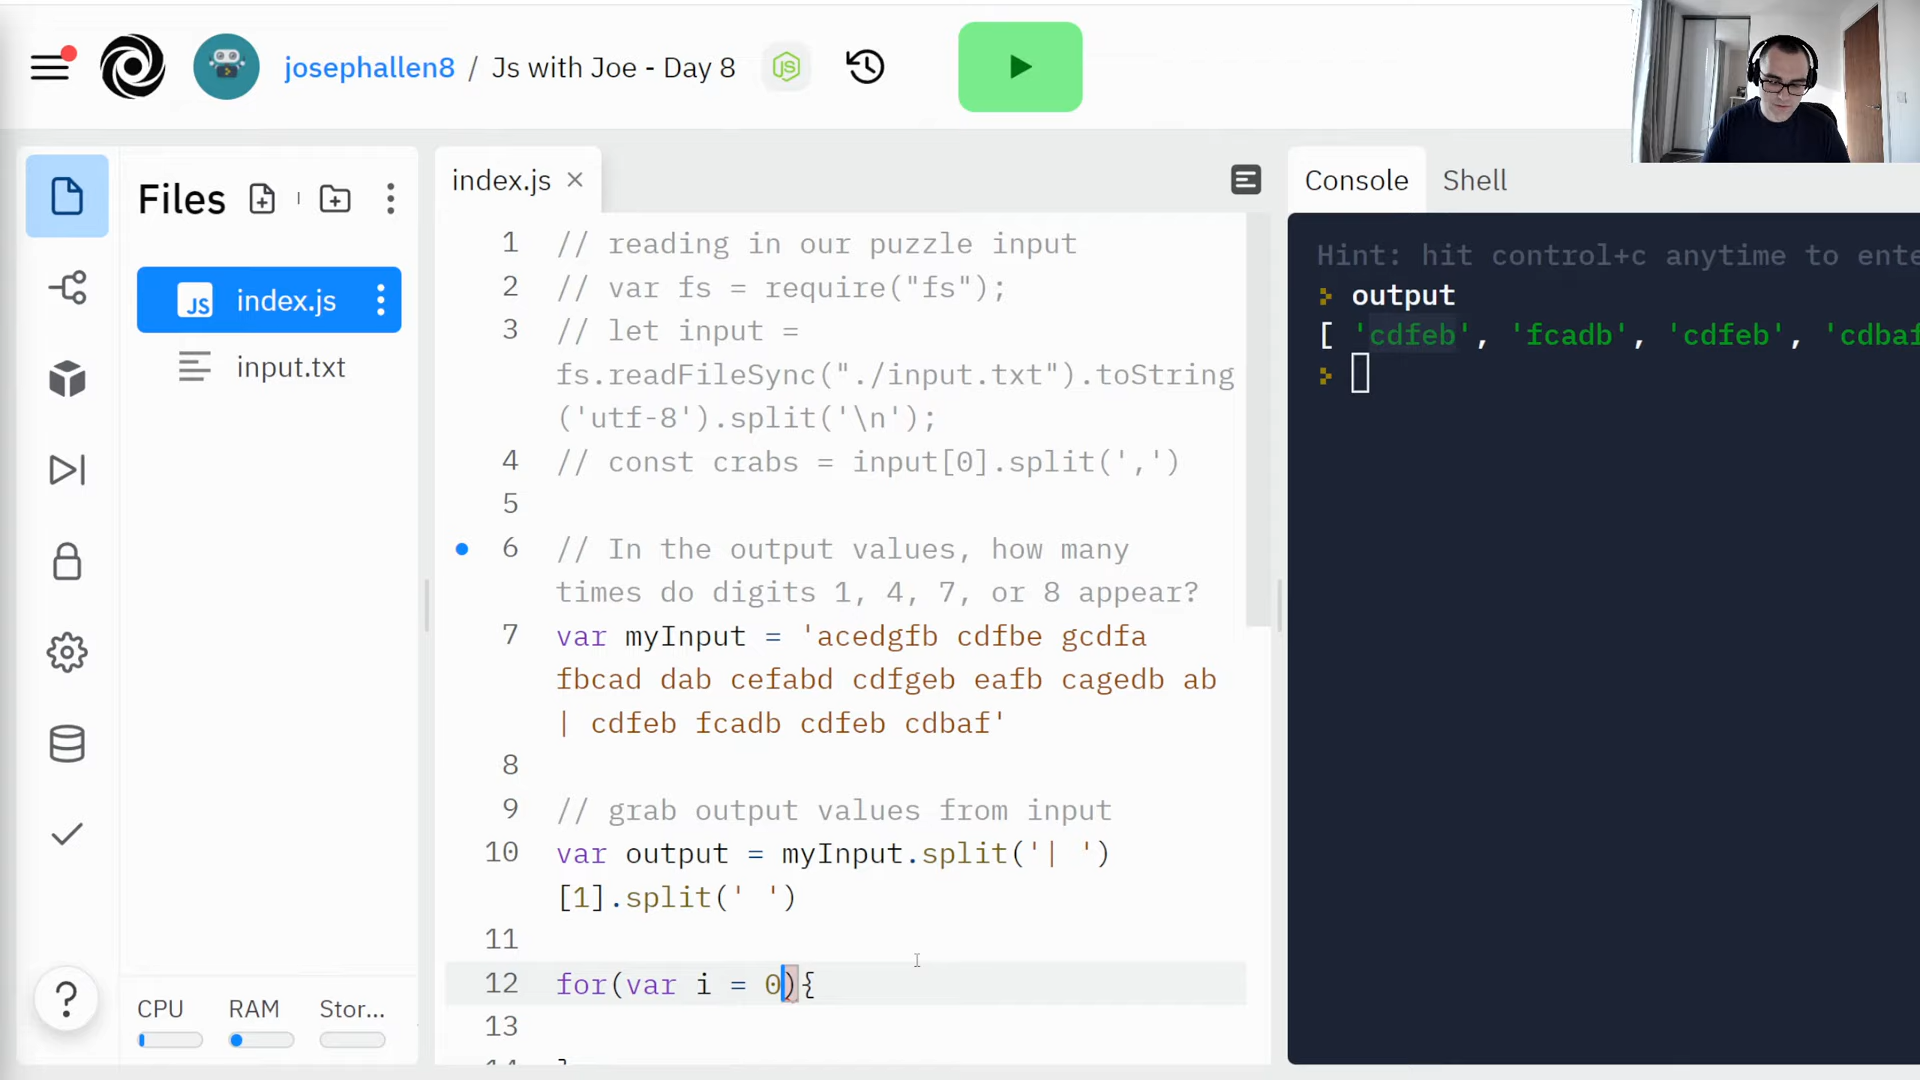 josephallen8 / Js with Joe - Day 8
Files
JS index.js
input.txt
CPU RAM Stor...
?
index.js ×
1 // reading in our puzzle input
2 // var fs = require("fs");
3 // let input =
fs.readFileSync("./input.txt").toString
('utf-8').split('\n');
4 // const crabs = input[0].split(',')
5
6 // In the output values, how many
times do digits 1, 4, 7, or 8 appear?
7 var myInput = 'acedgfb cdfbe gcdfa
fbcad dab cefabd cdfgeb eafb cagedb ab
| cdfeb fcadb cdfeb cdbaf'
8
9 // grab output values from input
10 var output = myInput.split('| ')
[1].split(' ')
11
12 for(var i = 0){
13
Console Shell
Hint: hit control+c anytime to ente
> output
[ 'cdfeb', 'fcadb', 'cdfeb', 'cdbaf
>